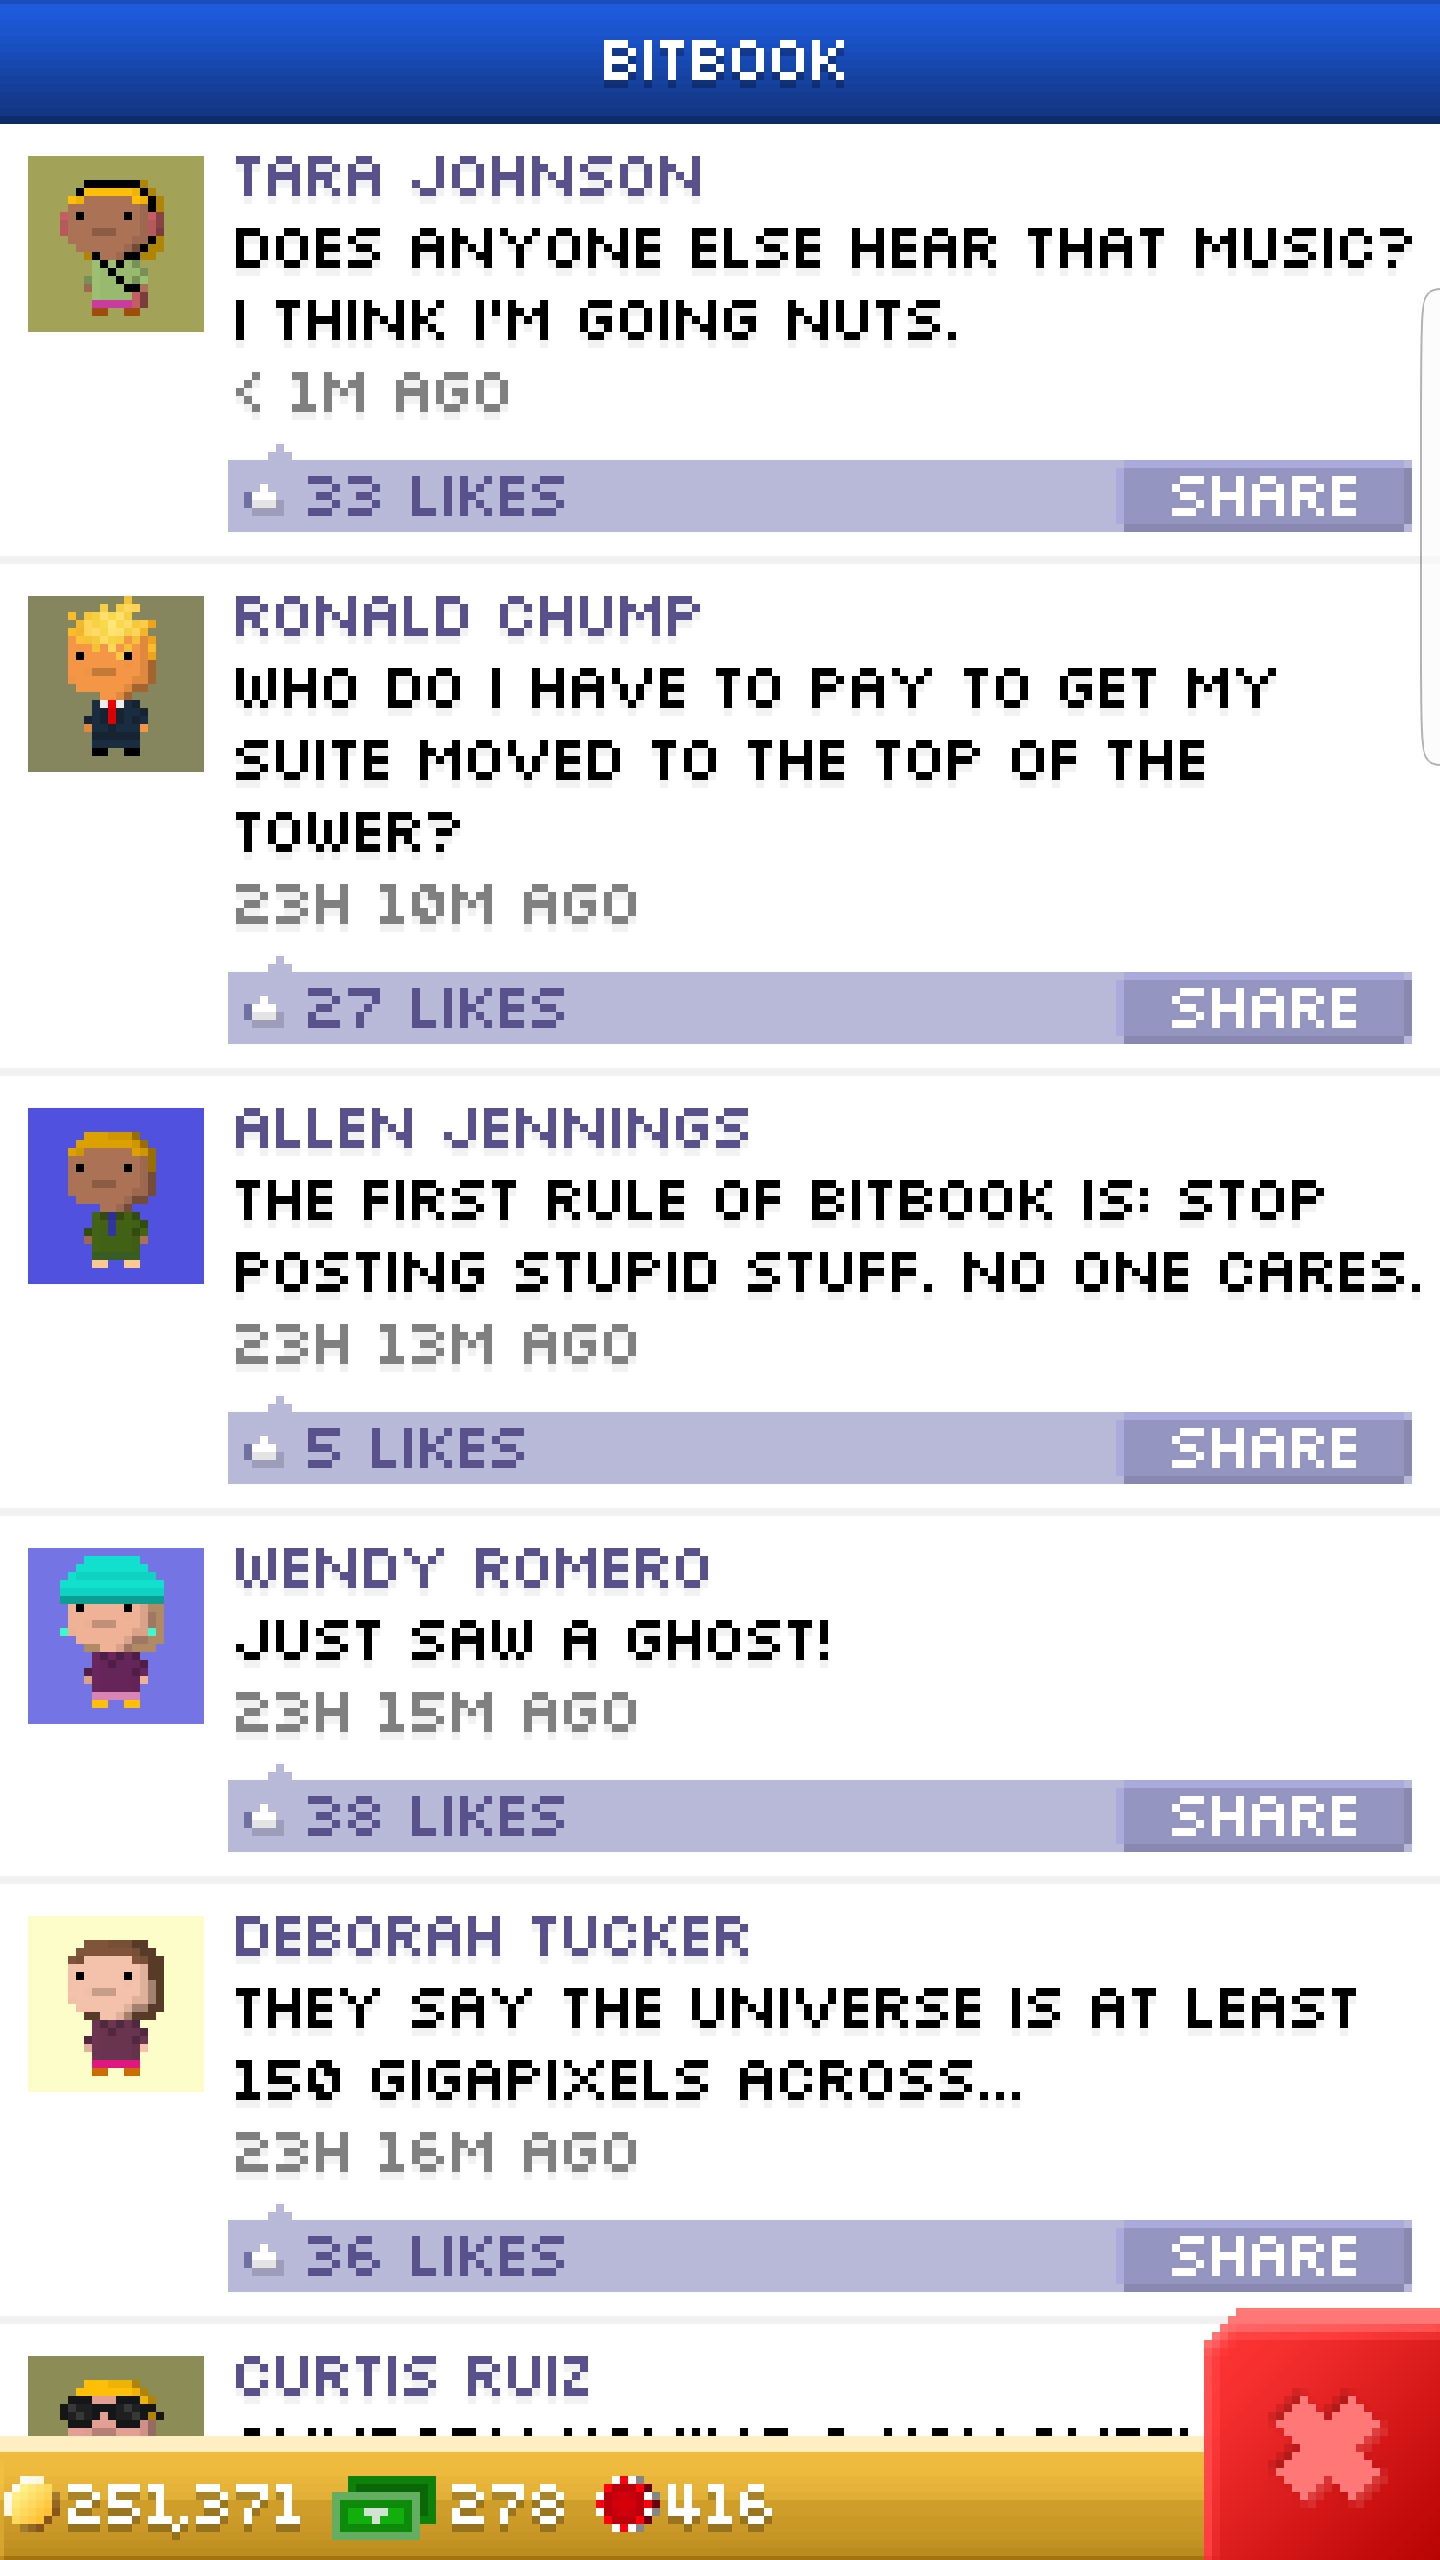 BITBOOK
TARA JOHNSON
DOES ANYONE ELSE HEAR THAT MUSIC?
I THINK I'M GOING NUTS.
< 1M AGO
33 LIKES
SHARE
RONALD CHUMP
WHO DO I HAVE TO PAY TO GET MY
SUITE MOVED TO THE TOP OF THE
TOWER?
23H 10M AGO
27 LIKES
SHARE
ALLEN JENNINGS
THE FIRST RULE OF BITBOOK IS: STOP
POSTING STUPID STUFF. NO ONE CARES.
23H 13M AGO
5 LIKES
SHARE
WENDY ROMERO
JUST SAW A GHOST!
23H 15M AGO
38 LIKES
SHARE
DEBORAH TUCKER
THEY SAY THE UNIVERSE IS AT LEAST
150 GIGAPIXELS ACROSS...
23H 16M AGO
36 LIKES
SHARE
CURTIS RUIZ
251,371 278 416